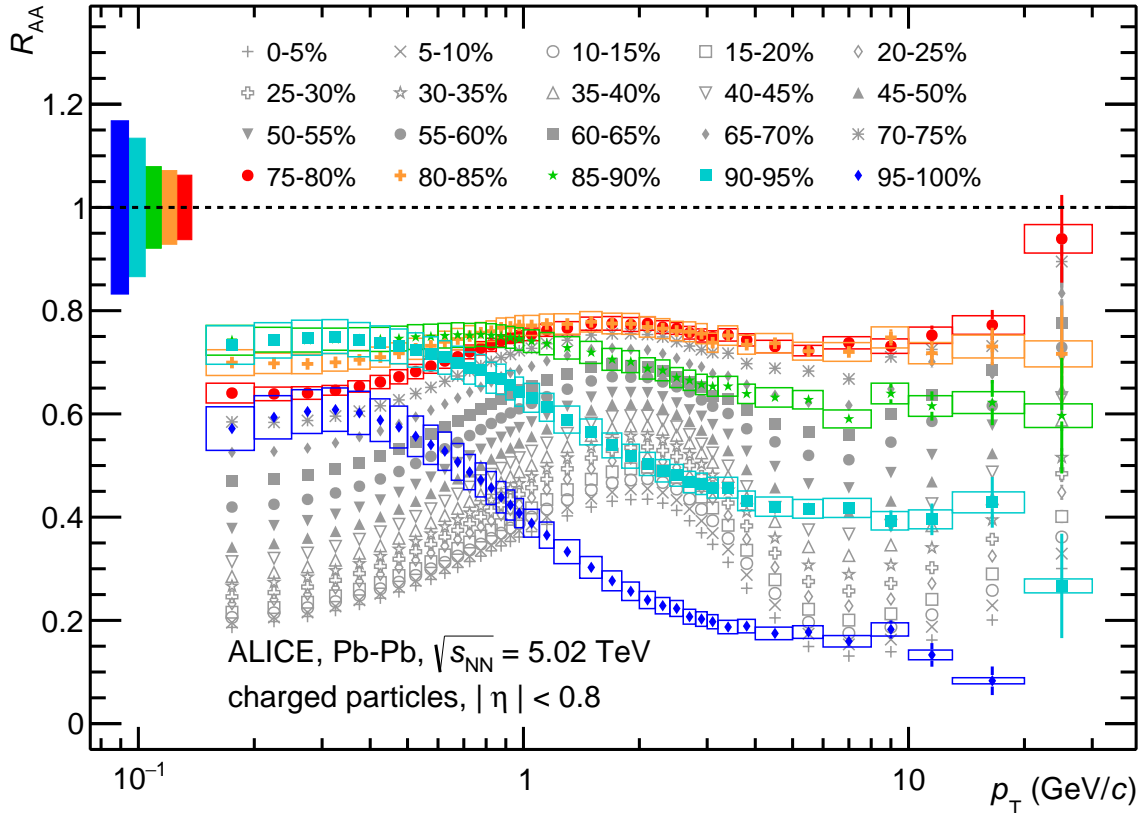 R_AA
0-5% 5-10% 10-15% 15-20% 20-25%
25-30% 30-35% 35-40% 40-45% 45-50%
50-55% 55-60% 60-65% 65-70% 70-75%
75-80% 80-85% 85-90% 90-95% 95-100%
1.2
1
0.8
0.6
0.4
0.2
0
ALICE, Pb-Pb, √s_NN = 5.02 TeV
charged particles, | η | < 0.8
10⁻¹ 1 10
p_T (GeV/c)